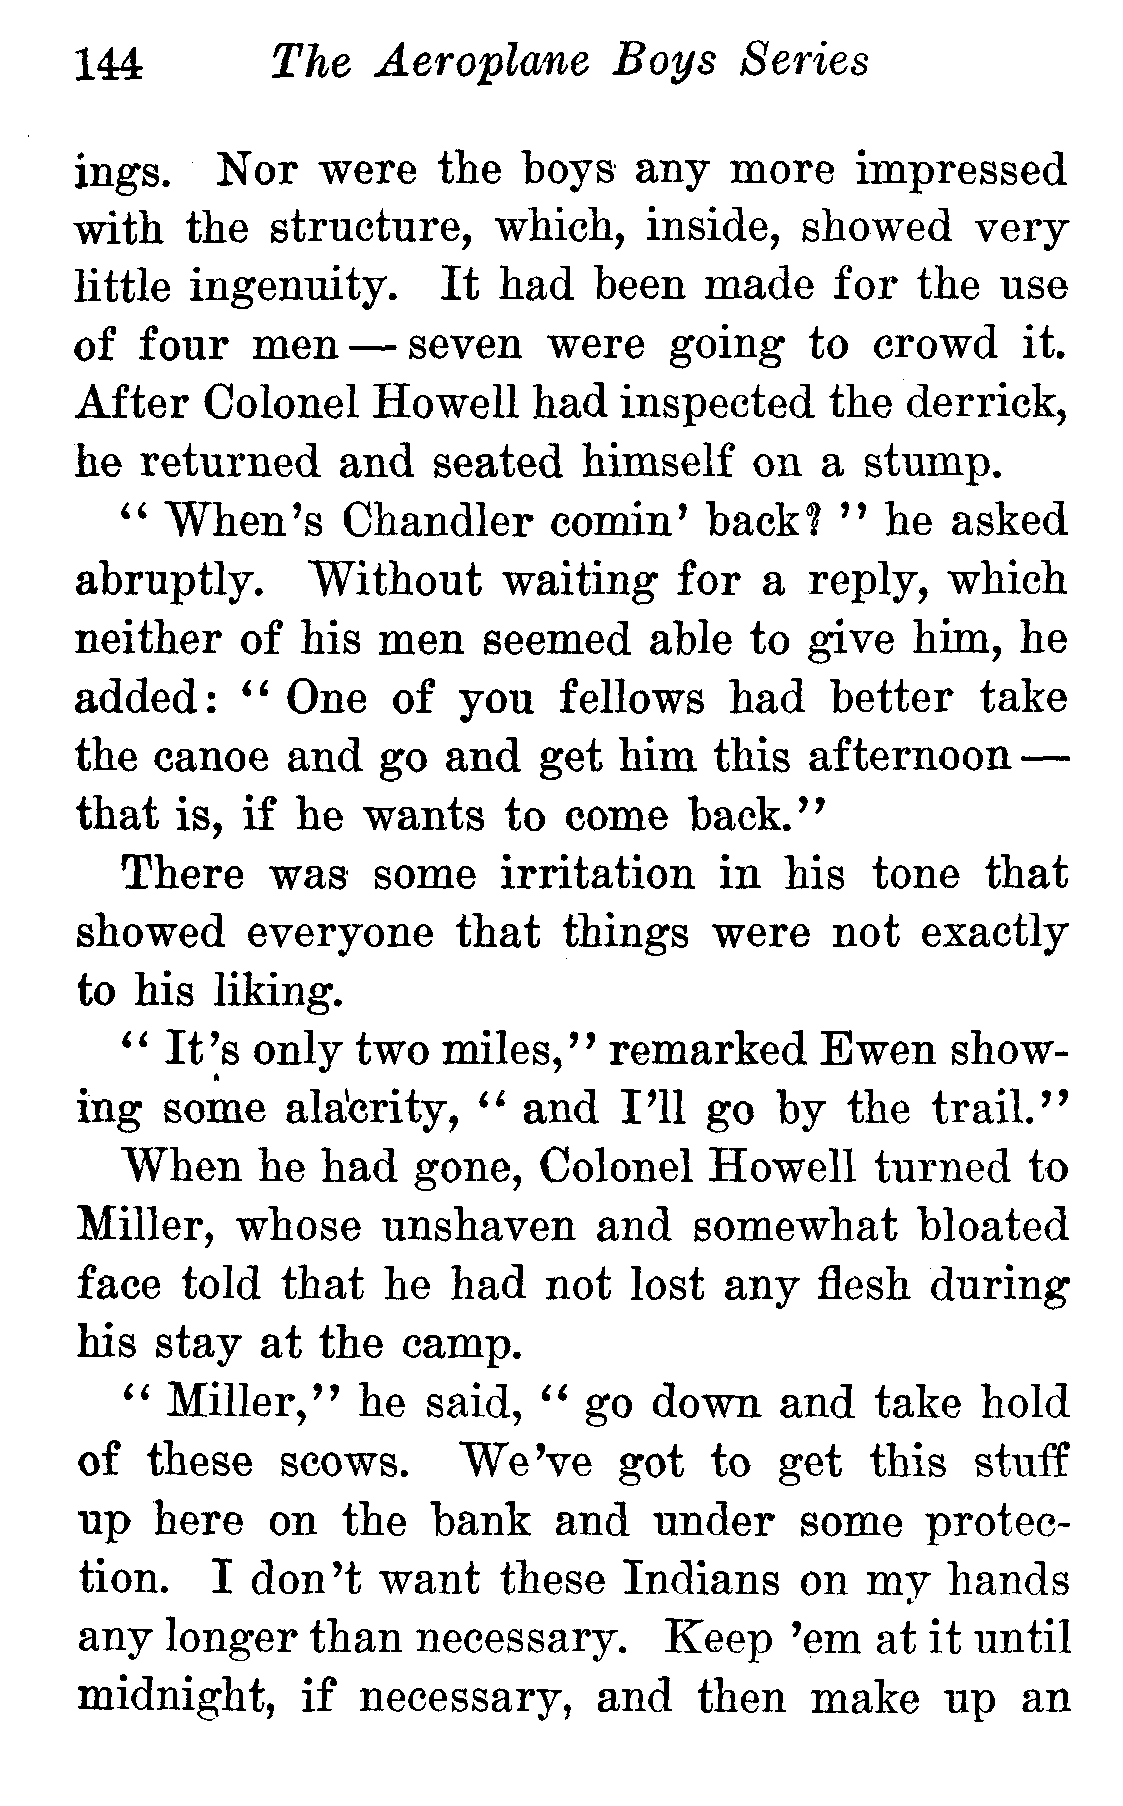 144 The Aeroplane Boys Series
ings. Nor were the boys any more impressed
with the structure, which, inside, showed very
little ingenuity. It had been made for the use
of four men — seven were going to crowd it.
After Colonel Howell had inspected the derrick,
he returned and seated himself on a stump.
“ When’s Chandler comin’ back? ” he asked
abruptly. Without waiting for a reply, which
neither of his men seemed able to give him, he
added: “ One of you fellows had better take
the canoe and go and get him this afternoon —
that is, if he wants to come back.”
There was some irritation in his tone that
showed everyone that things were not exactly
to his liking.
“ It’s only two miles,” remarked Ewen show-
ing some alacrity, “ and I’ll go by the trail.”
When he had gone, Colonel Howell turned to
Miller, whose unshaven and somewhat bloated
face told that he had not lost any flesh during
his stay at the camp.
“ Miller,” he said, “ go down and take hold
of these scows. We’ve got to get this stuff
up here on the bank and under some protec-
tion. I don’t want these Indians on my hands
any longer than necessary. Keep ’em at it until
midnight, if necessary, and then make up an